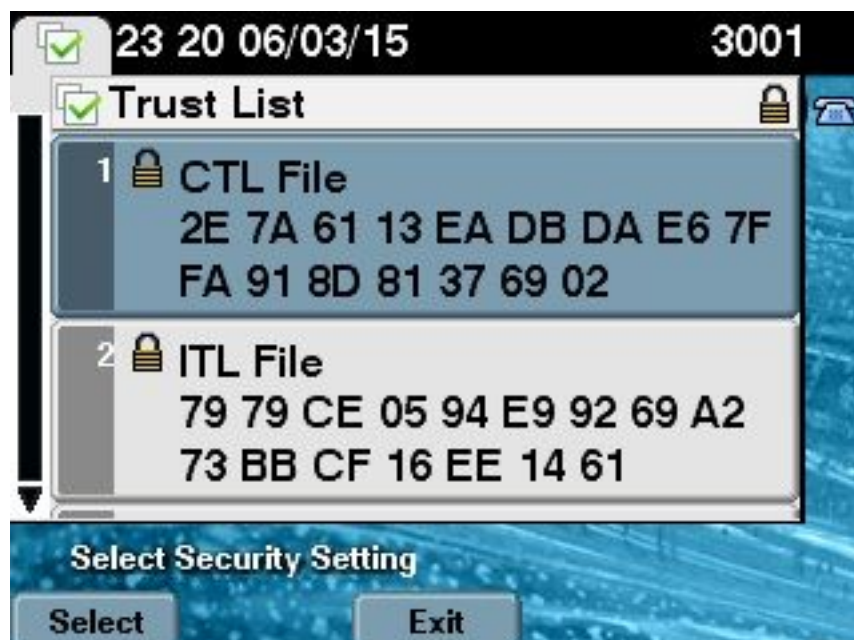 23 20 06/03/15 3001
Trust List
1 CTL File
2E 7A 61 13 EA DB DA E6 7F
FA 91 8D 81 37 69 02
2 ITL File
79 79 CE 05 94 E9 92 69 A2
73 BB CF 16 EE 14 61
Select Security Setting
Select Exit